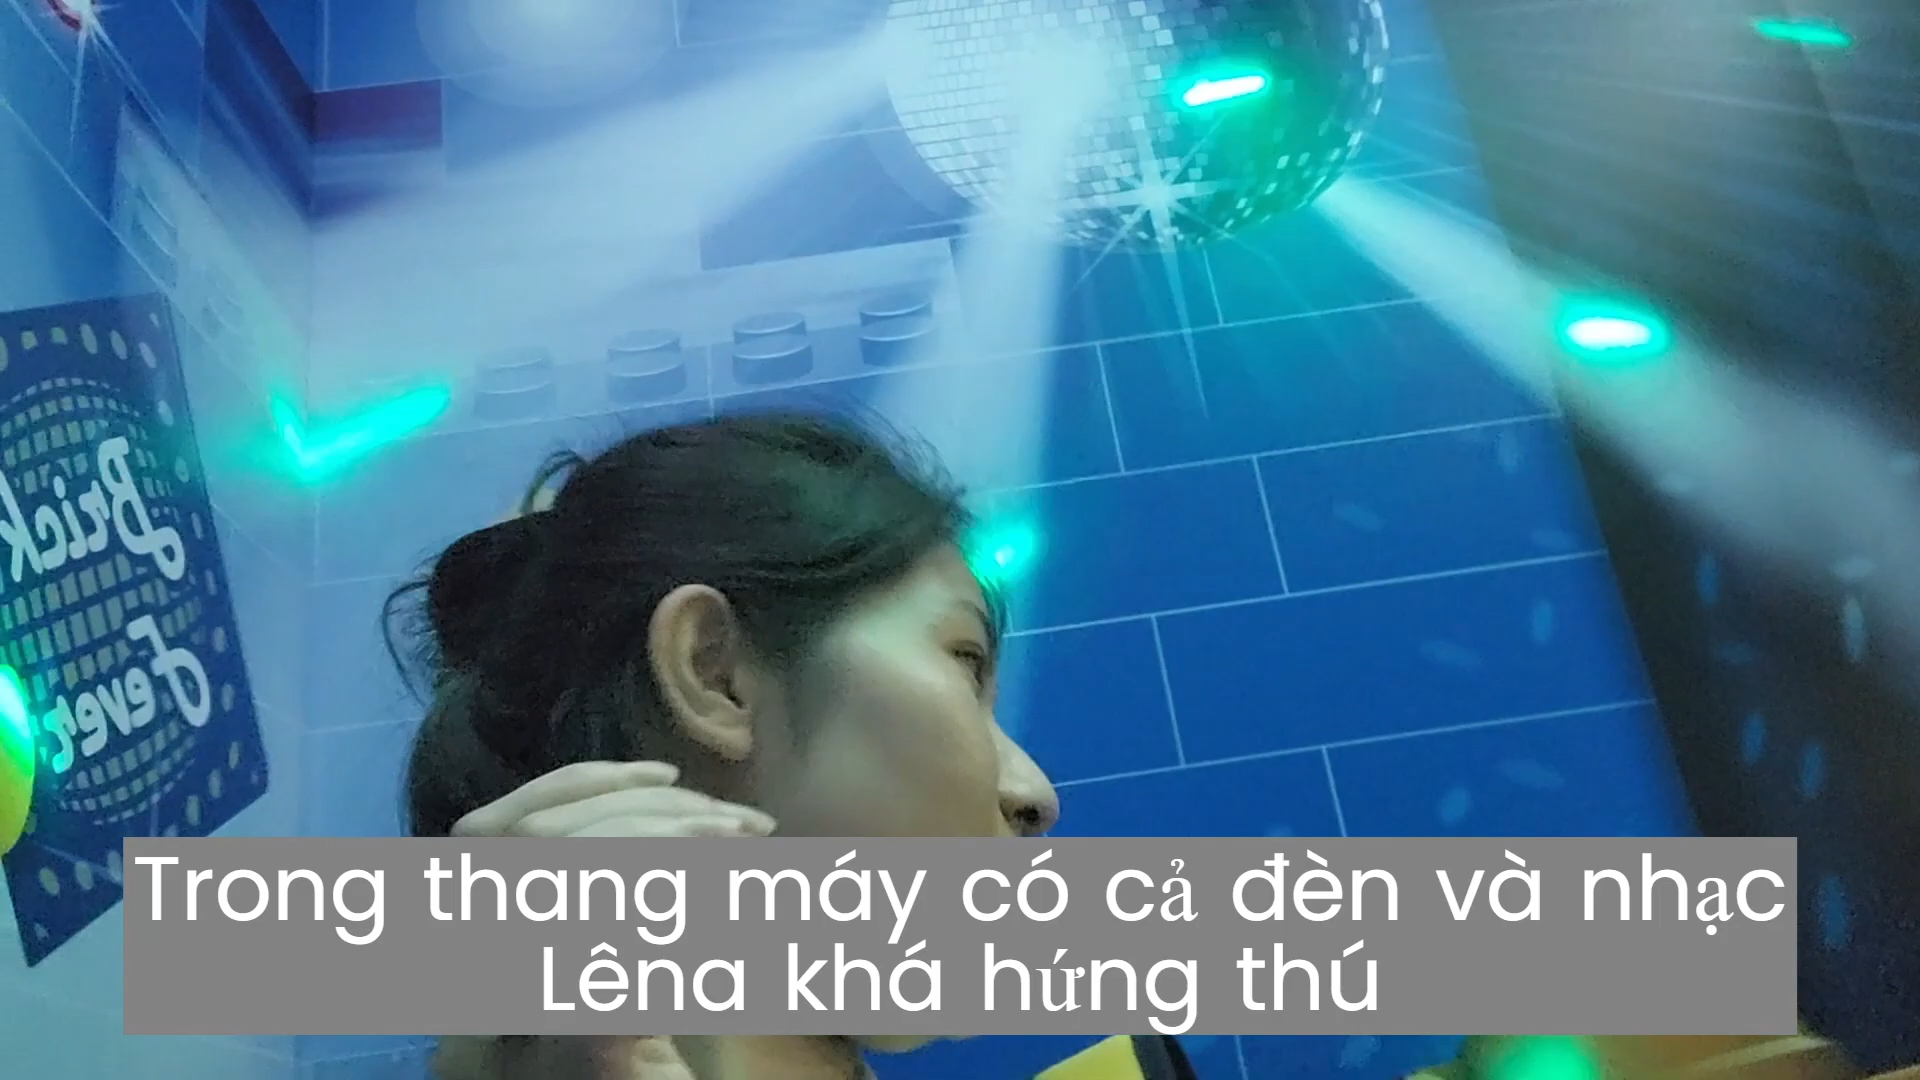 Brick
Fever
Trong thang máy có cả đèn và nhạc
Lêna khá hứng thú